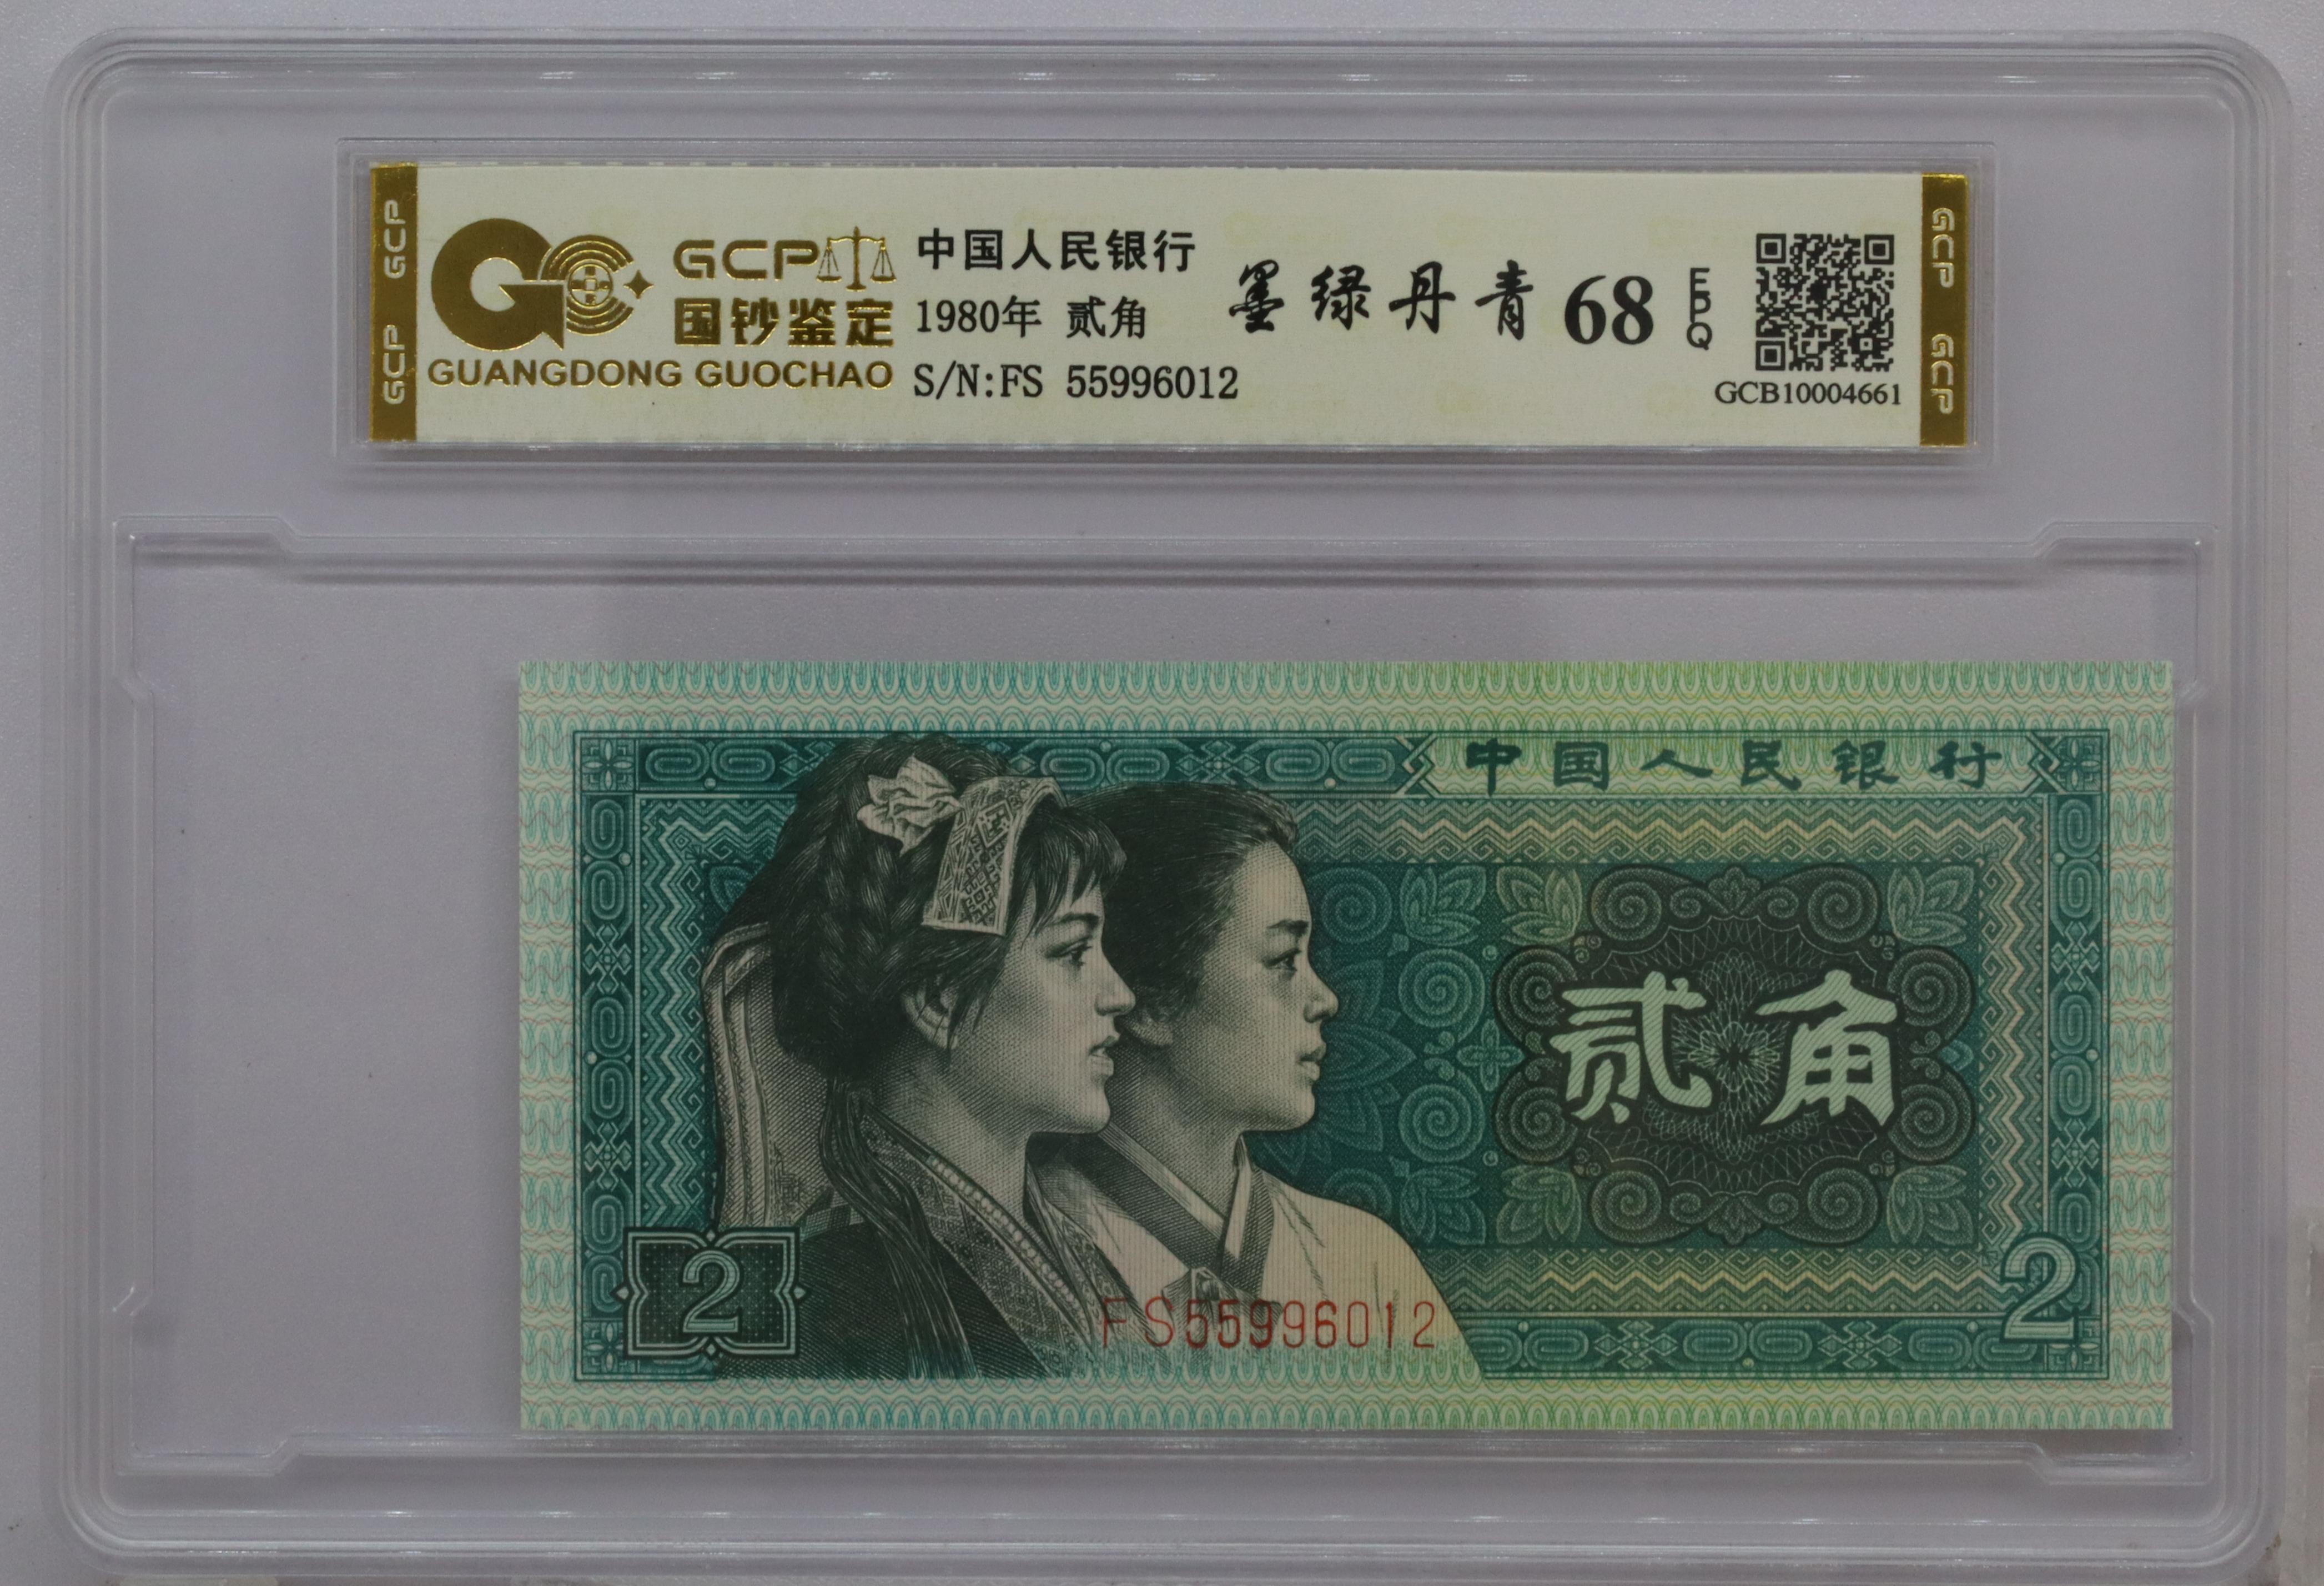 GCP GCP
GCP
国钞鉴定
GUANGDONG GUOCHAO
中国人民银行
1980年 贰角
S/N:FS 55996012
墨绿丹青 68 EPQ
GCB10004661
GCP GCP
中国人民银行
贰角
2
FS55996012
2